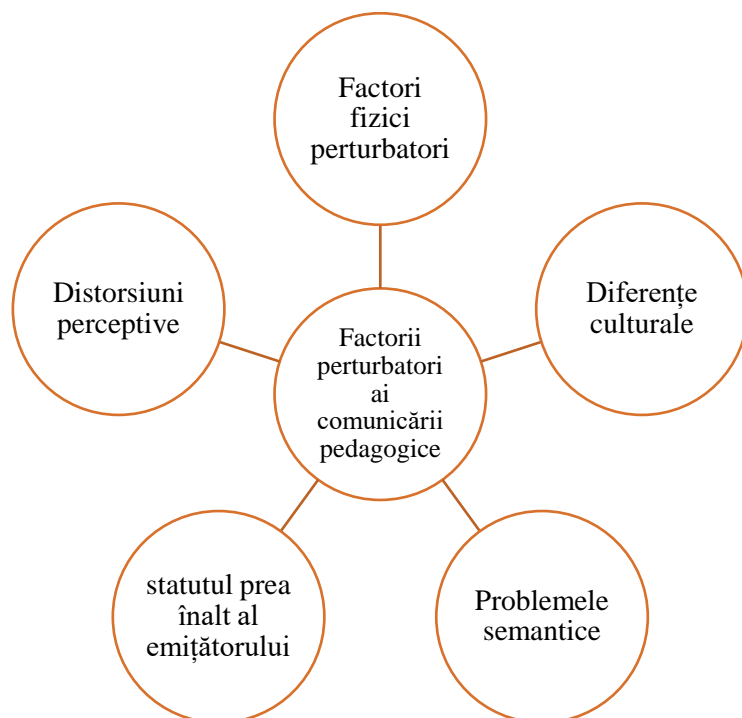 Factori
fizici
perturbatori
Diferențe
culturale
Problemele
semantice
statutul prea
înalt al
emițătorului
Distorsiuni
perceptive
Factorii
perturbatori
ai
comunicării
pedagogice